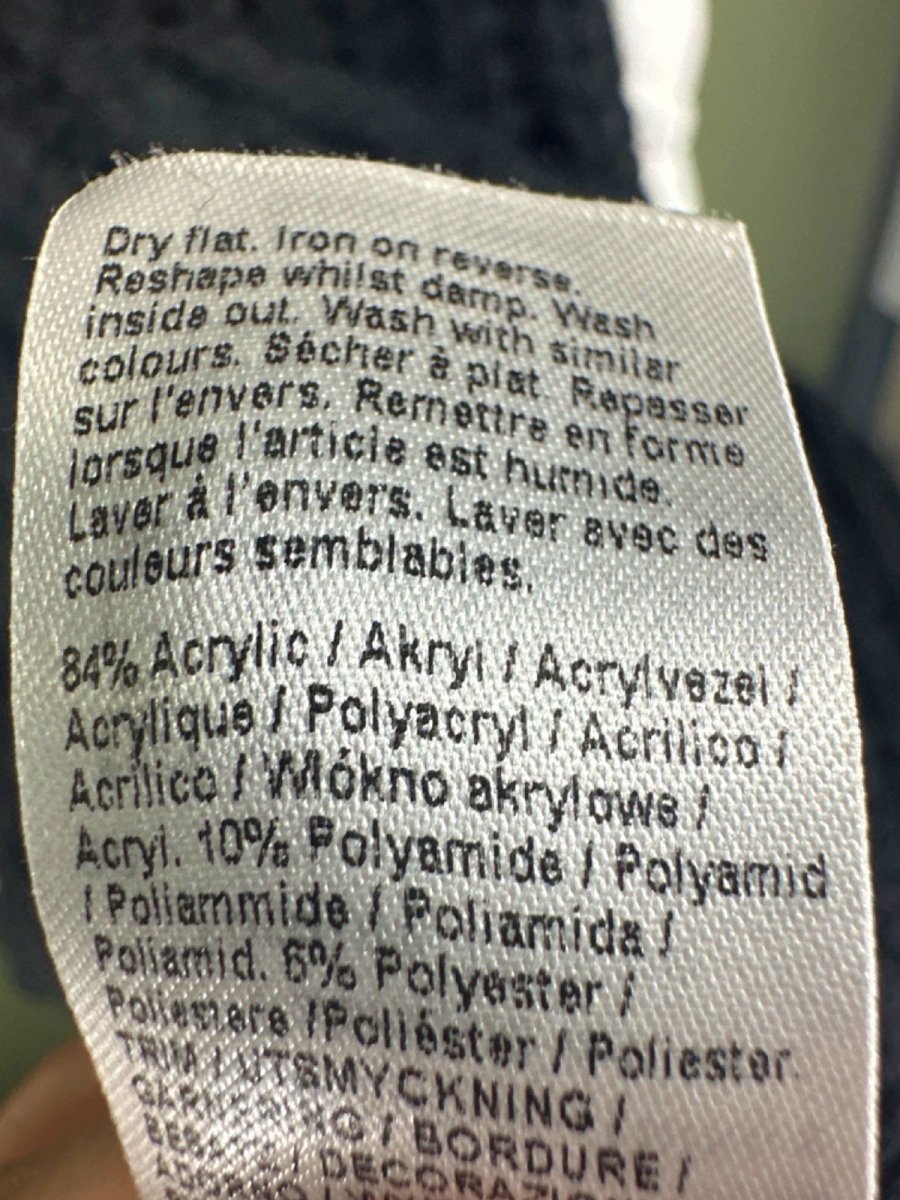 Dry flat. Iron on reverse.
Reshape whilst damp. Wash
inside out. Wash with similar
colours. Sécher à plat. Repasser
sur l'envers. Remettre en forme
lorsque l'article est humide.
Laver à l'envers. Laver avec des
couleurs semblables.
84% Acrylic / Akryl / Acrylvezel /
Acrylique / Polyacryl / Acrílico /
Acrilico / Włókno akrylowe /
Acryl. 10% Polyamide / Polyamid
/ Poliammide / Poliamida /
Poliamid. 6% Polyester /
Poliestere /Poliéster / Poliester.
TRIM / UTSMYCKNING /
/ BORDURE /